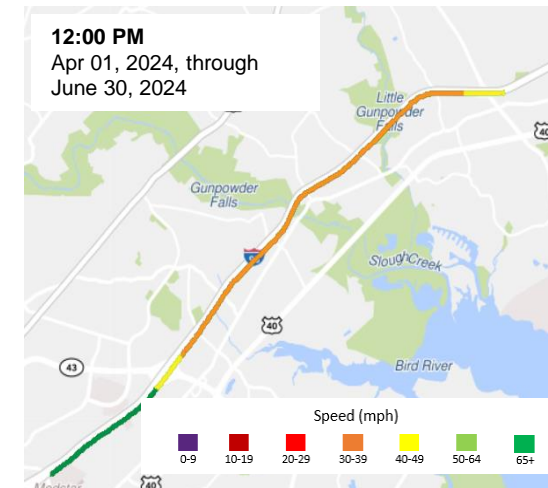 12:00 PM
Apr 01, 2024, through
June 30, 2024
Little
Gunpowder
Falls
40
Gunpowder
Falls
Slough Creek
40
Bird River
43
Speed (mph)
0-9
10-19
20-29
30-39
40-49
50-64
65+
40